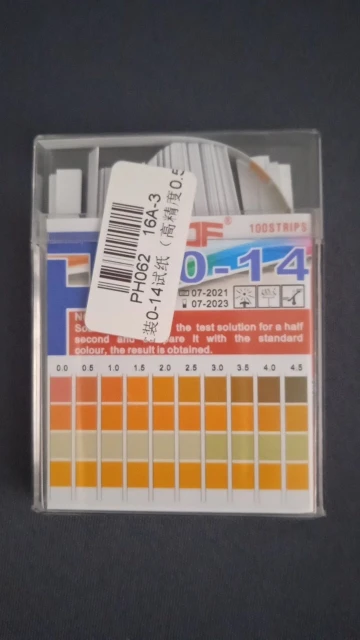 100STRIPS
PH062 16A-3
装0-14试纸（高精度0.5
0-14
07-2021
07-2023
the test solution for a half
second and it with the standard
colour, the result is obtained.
0.0 0.5 1.0 1.5 2.0 2.5 3.0 3.5 4.0 4.5